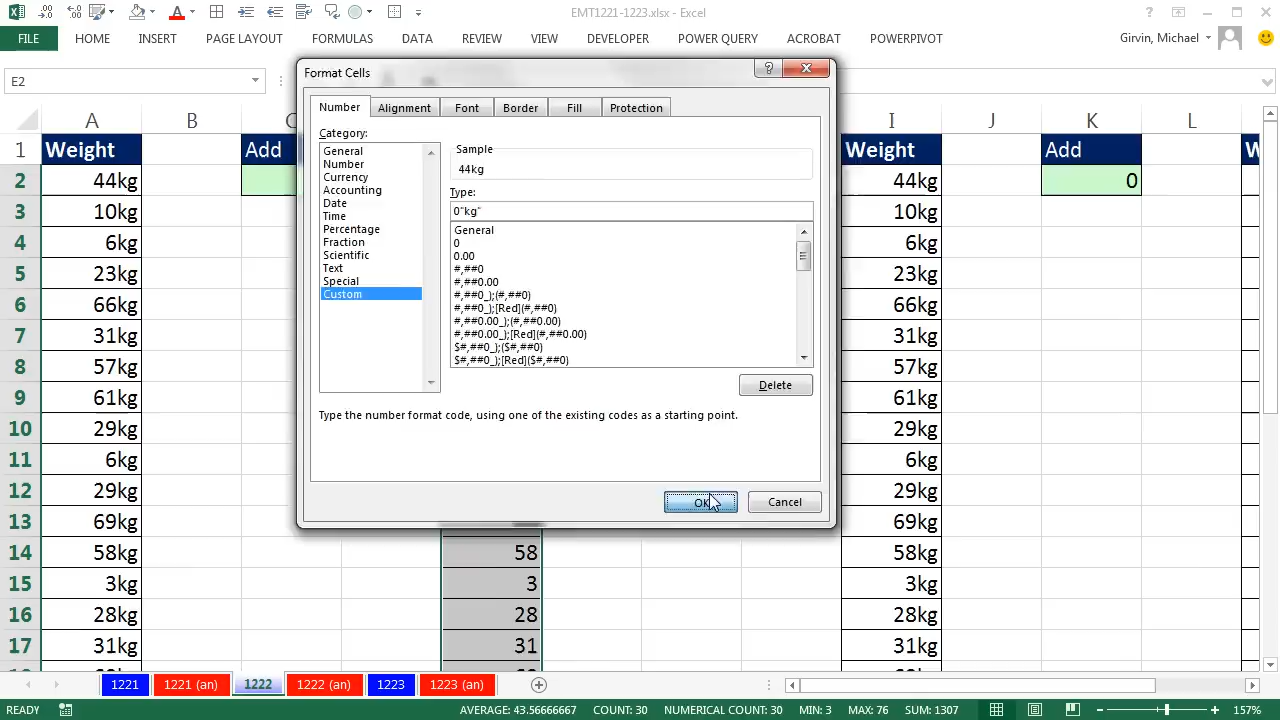 EMT1221-1223.xlsx - Excel
FILE HOME INSERT PAGE LAYOUT FORMULAS DATA REVIEW VIEW DEVELOPER POWER QUERY ACROBAT POWERPIVOT Girvin, Michael
E2
Format Cells
Number Alignment Font Border Fill Protection
Category:
General
Number
Currency
Accounting
Date
Time
Percentage
Fraction
Scientific
Text
Special
Custom
Sample
44kg
Type:
0"kg"
General
0
0.00
#,##0
#,##0.00
#,##0_);(#,##0)
#,##0_);[Red](#,##0)
#,##0.00_);(#,##0.00)
#,##0.00_);[Red](#,##0.00)
$#,##0_);($#,##0)
$#,##0_);[Red]($#,##0)
Delete
Type the number format code, using one of the existing codes as a starting point.
OK Cancel
A B C I J K L
1 Weight Add Weight Add W
2 44kg 44kg 0
3 10kg 10kg
4 6kg 6kg
5 23kg 23kg
6 66kg 66kg
7 31kg 31kg
8 57kg 57kg
9 61kg 61kg
10 29kg 29kg
11 6kg 6kg
12 29kg 29kg
13 69kg 69kg
14 58kg 58 58kg
15 3kg 3 3kg
16 28kg 28 28kg
17 31kg 31 31kg
1221 1221 (an) 1222 1222 (an) 1223 1223 (an)
READY AVERAGE: 43.56666667 COUNT: 30 NUMERICAL COUNT: 30 MIN: 3 MAX: 76 SUM: 1307 157%